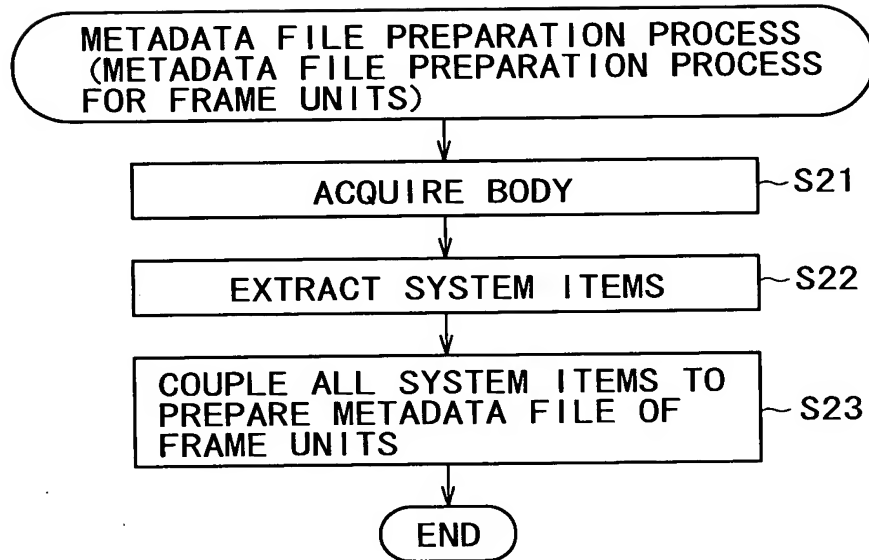 METADATA FILE PREPARATION PROCESS
(METADATA FILE PREPARATION PROCESS
FOR FRAME UNITS)
ACQUIRE BODY
S21
EXTRACT SYSTEM ITEMS
S22
COUPLE ALL SYSTEM ITEMS TO
PREPARE METADATA FILE OF
FRAME UNITS
S23
END